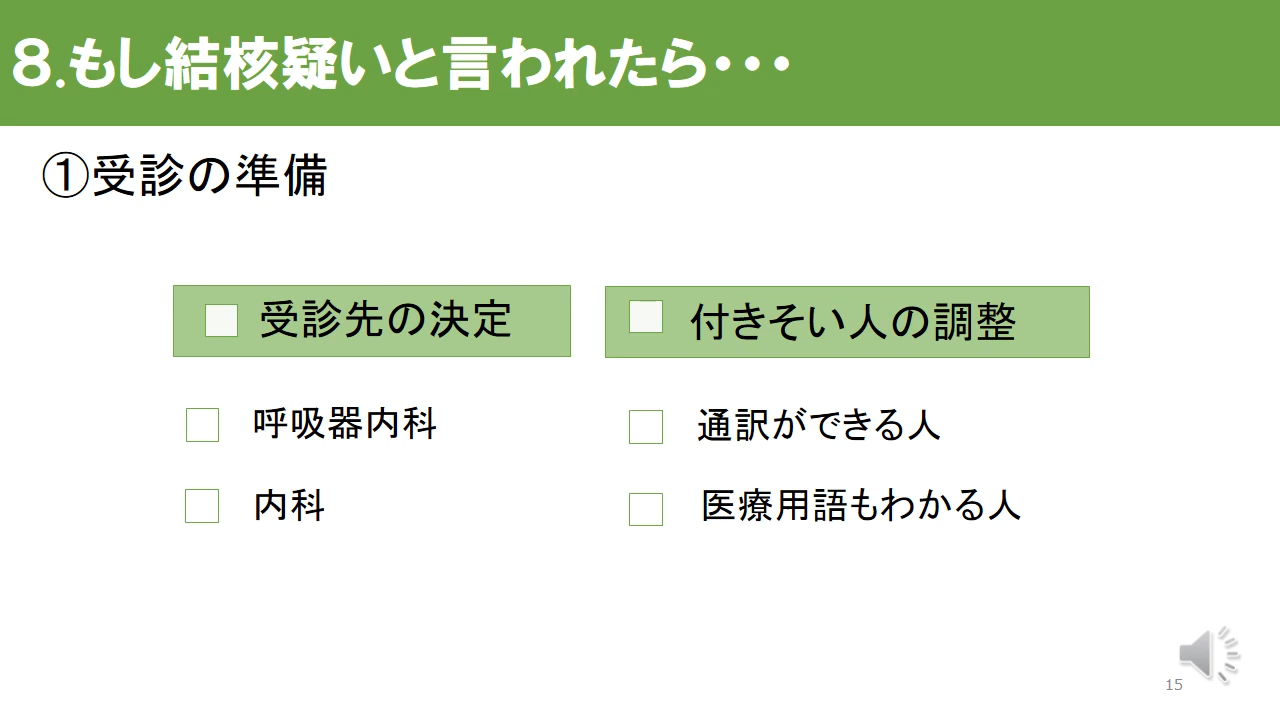 8.もし結核疑いと言われたら・・・
①受診の準備
受診先の決定
呼吸器内科
内科
付きそい人の調整
通訳ができる人
医療用語もわかる人
15